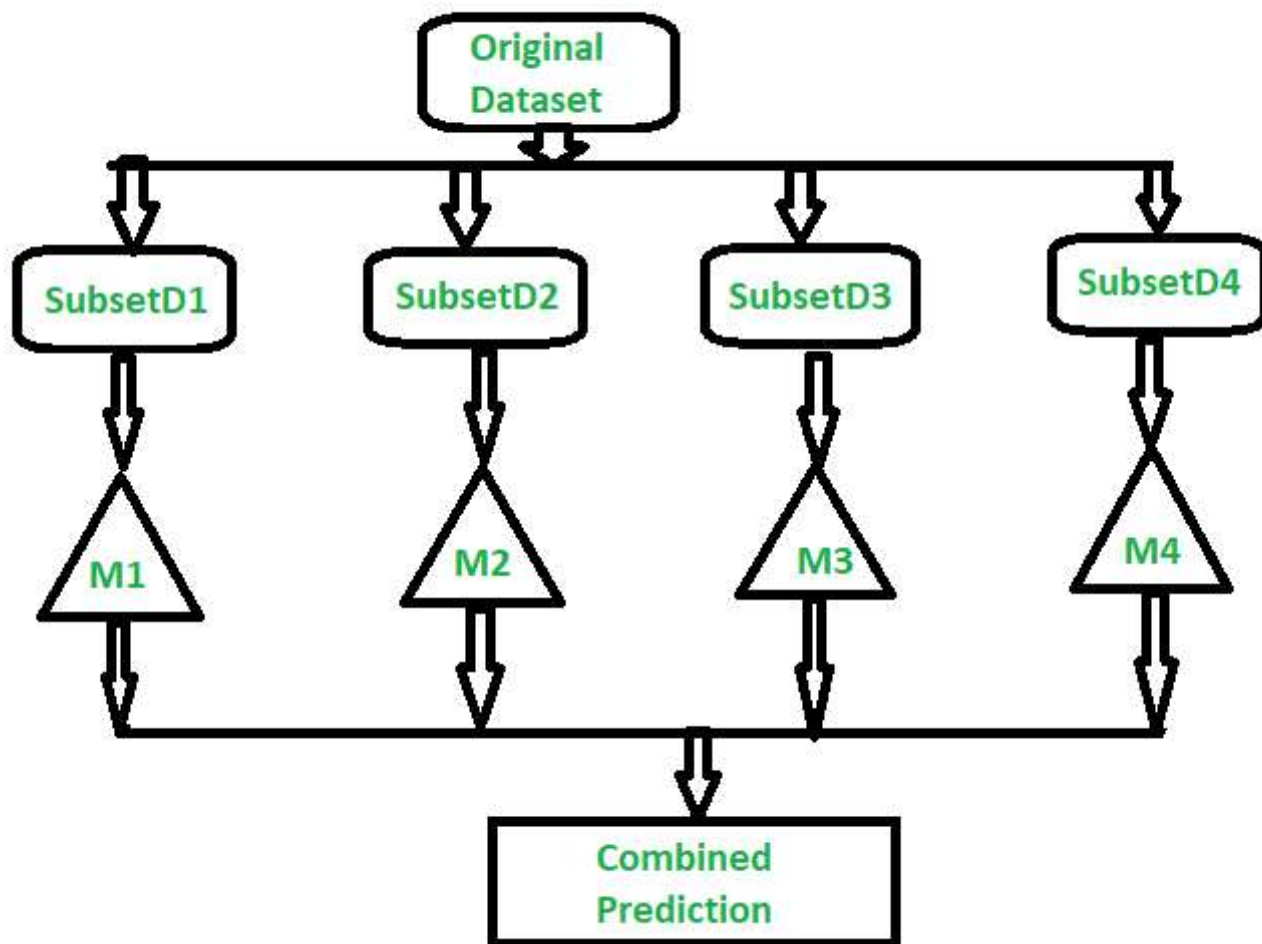 Original
Dataset
SubsetD1
SubsetD2
SubsetD3
SubsetD4
M1
M2
M3
M4
Combined
Prediction